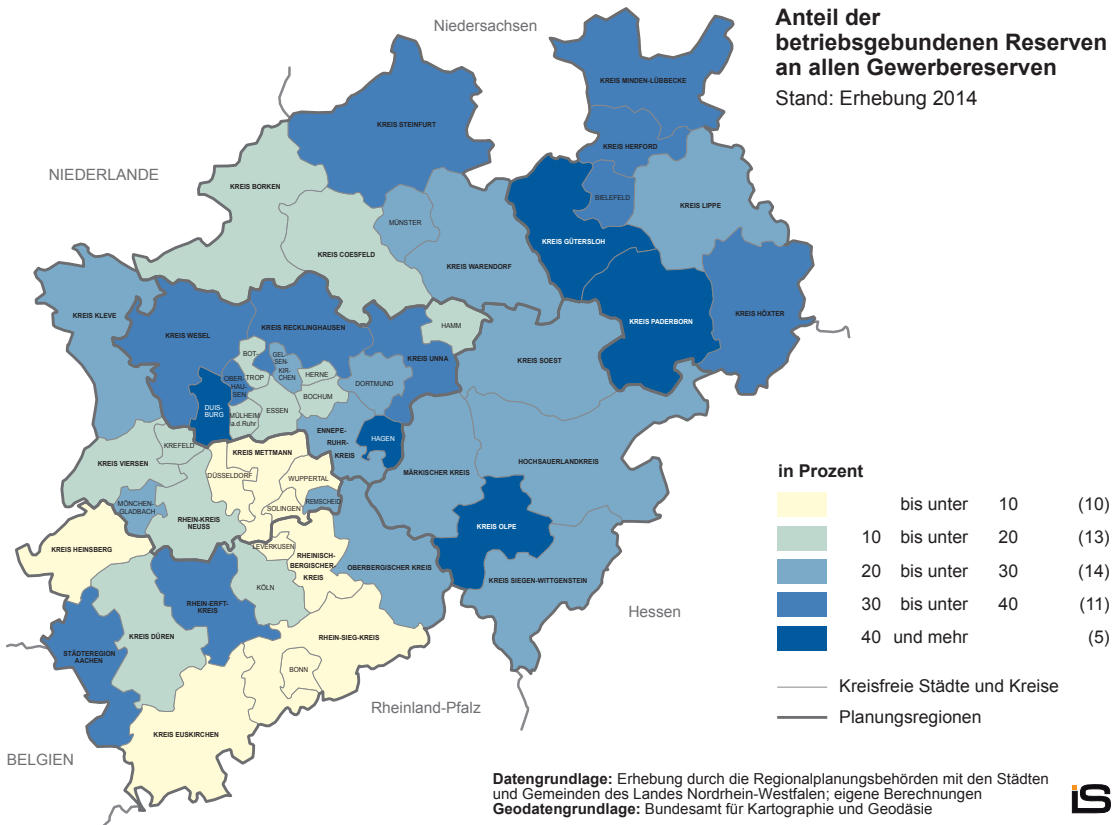 Anteil der
betriebsgebundenen Reserven
an allen Gewerbereserven
Stand: Erhebung 2014
Niedersachsen
NIEDERLANDE
KREIS MINDEN-LÜBBECKE
KREIS STEINFURT
KREIS HERFORD
KREIS BORKEN
BIELEFELD
KREIS LIPPE
MÜNSTER
KREIS GÜTERSLOH
KREIS COESFELD
KREIS WARENDORF
KREIS KLEVE
KREIS PADERBORN
KREIS HÖXTER
KREIS WESEL
KREIS RECKLINGHAUSEN
HAMM
KREIS UNNA
KREIS SOEST
BOT-
TROP
GEL-
SEN-
KIR-
CHEN
HERNE
OBER-
HAU-
SEN
DORTMUND
BOCHUM
DUIS-
BURG
ESSEN
MÜLHEIM
a.d.Ruhr
ENNEPE-
RUHR-
KREIS
HAGEN
KREFELD
KREIS METTMANN
KREIS VIERSEN
DÜSSELDORF
WUPPERTAL
MÄRKISCHER KREIS
HOCHSAUERLANDKREIS
MÖNCHEN-
GLADBACH
RHEIN-KREIS
NEUSS
SOLINGEN
REMSCHEID
KREIS OLPE
KREIS HEINSBERG
LEVERKUSEN
RHEINISCH-
BERGISCHER-
KREIS
OBERBERGISCHER KREIS
KREIS SIEGEN-WITTGENSTEIN
KÖLN
RHEIN-ERFT-
KREIS
KREIS DÜREN
STÄDTEREGION
AACHEN
RHEIN-SIEG-KREIS
BONN
KREIS EUSKIRCHEN
Hessen
Rheinland-Pfalz
BELGIEN
in Prozent
bis unter 10 (10)
10 bis unter 20 (13)
20 bis unter 30 (14)
30 bis unter 40 (11)
40 und mehr (5)
Kreisfreie Städte und Kreise
Planungsregionen
Datengrundlage: Erhebung durch die Regionalplanungsbehörden mit den Städten
und Gemeinden des Landes Nordrhein-Westfalen; eigene Berechnungen
Geodatengrundlage: Bundesamt für Kartographie und Geodäsie
iS